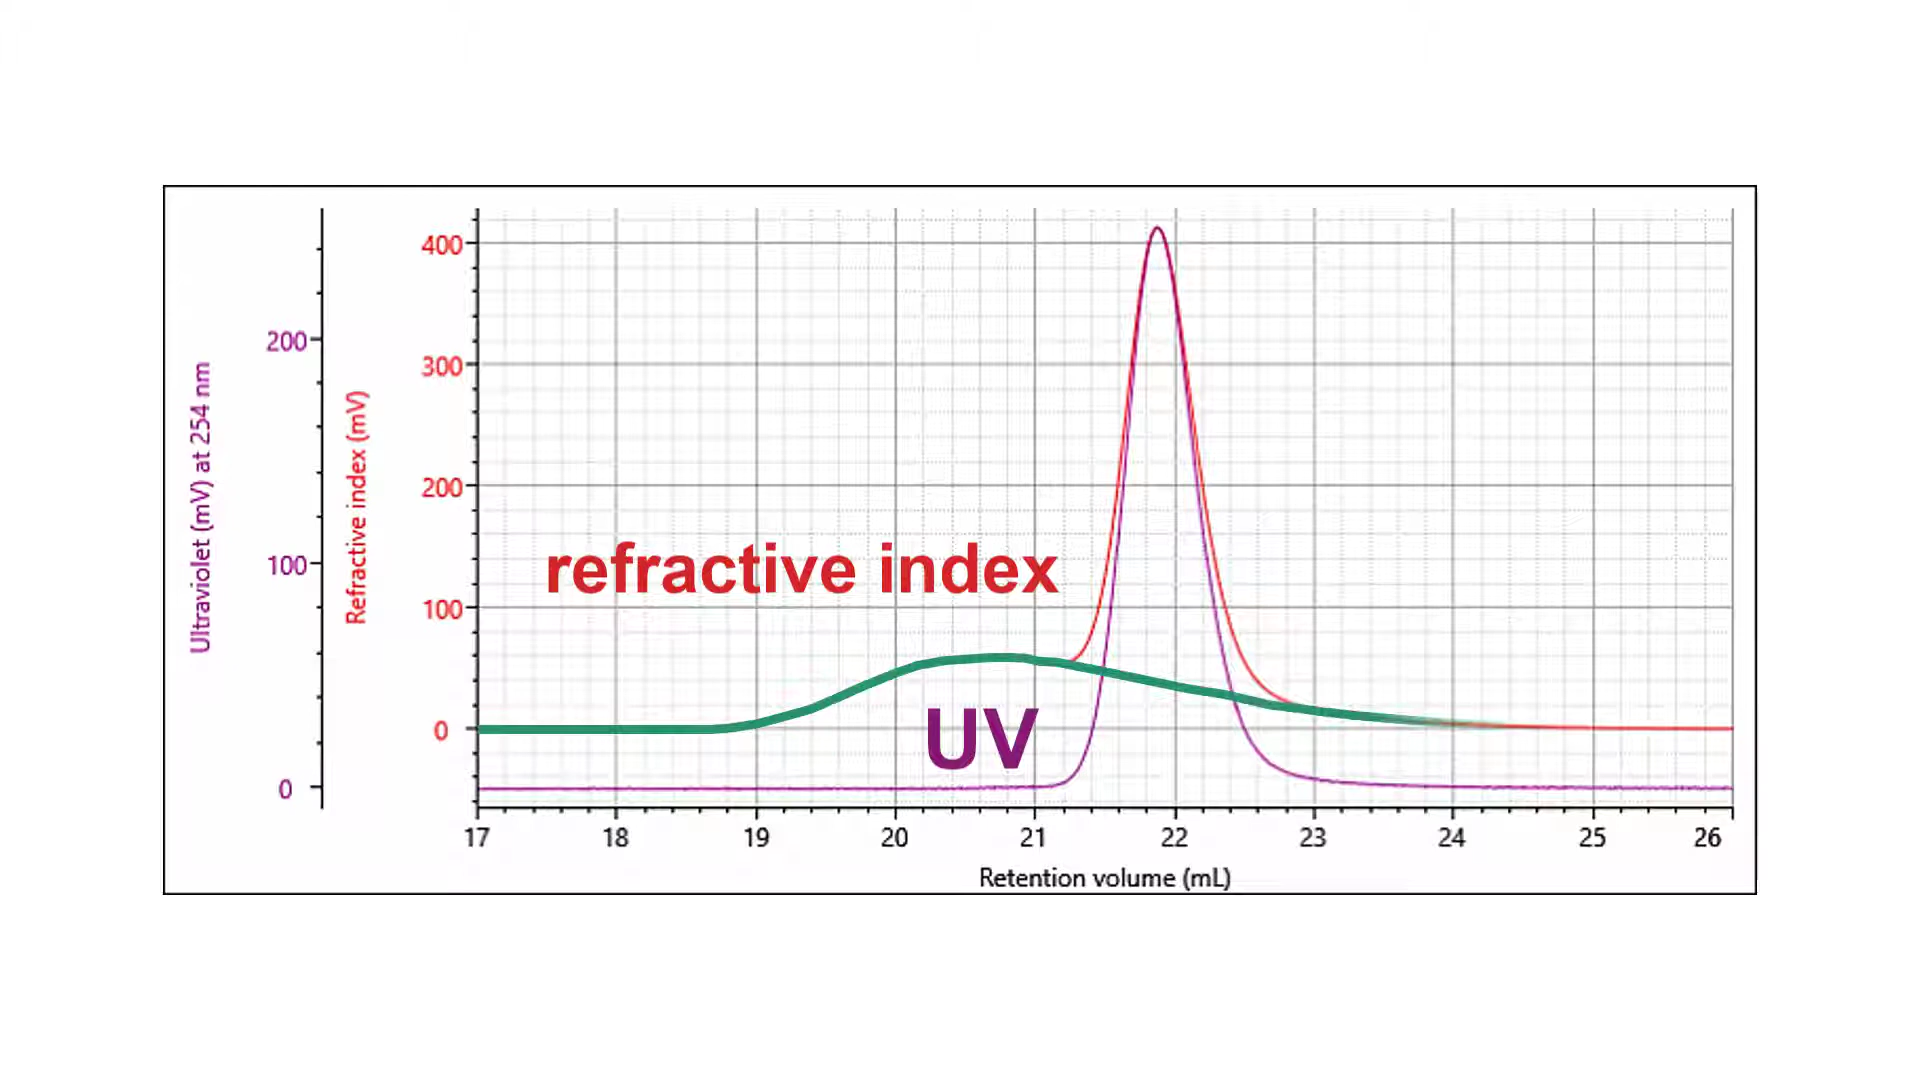 Ultraviolet (mV) at 254 nm
200
100
0
Refractive index (mV)
400
300
200
100
0
refractive index
UV
17 18 19 20 21 22 23 24 25 26
Retention volume (mL)